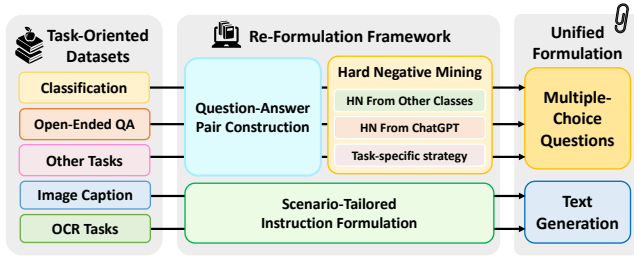 Task-Oriented
Datasets
Classification
Open-Ended QA
Other Tasks
Image Caption
OCR Tasks
Re-Formulation Framework
Question-Answer
Pair Construction
Hard Negative Mining
HN From Other Classes
HN From ChatGPT
Task-specific strategy
Scenario-Tailored
Instruction Formulation
Unified
Formulation
Multiple-
Choice
Questions
Text
Generation